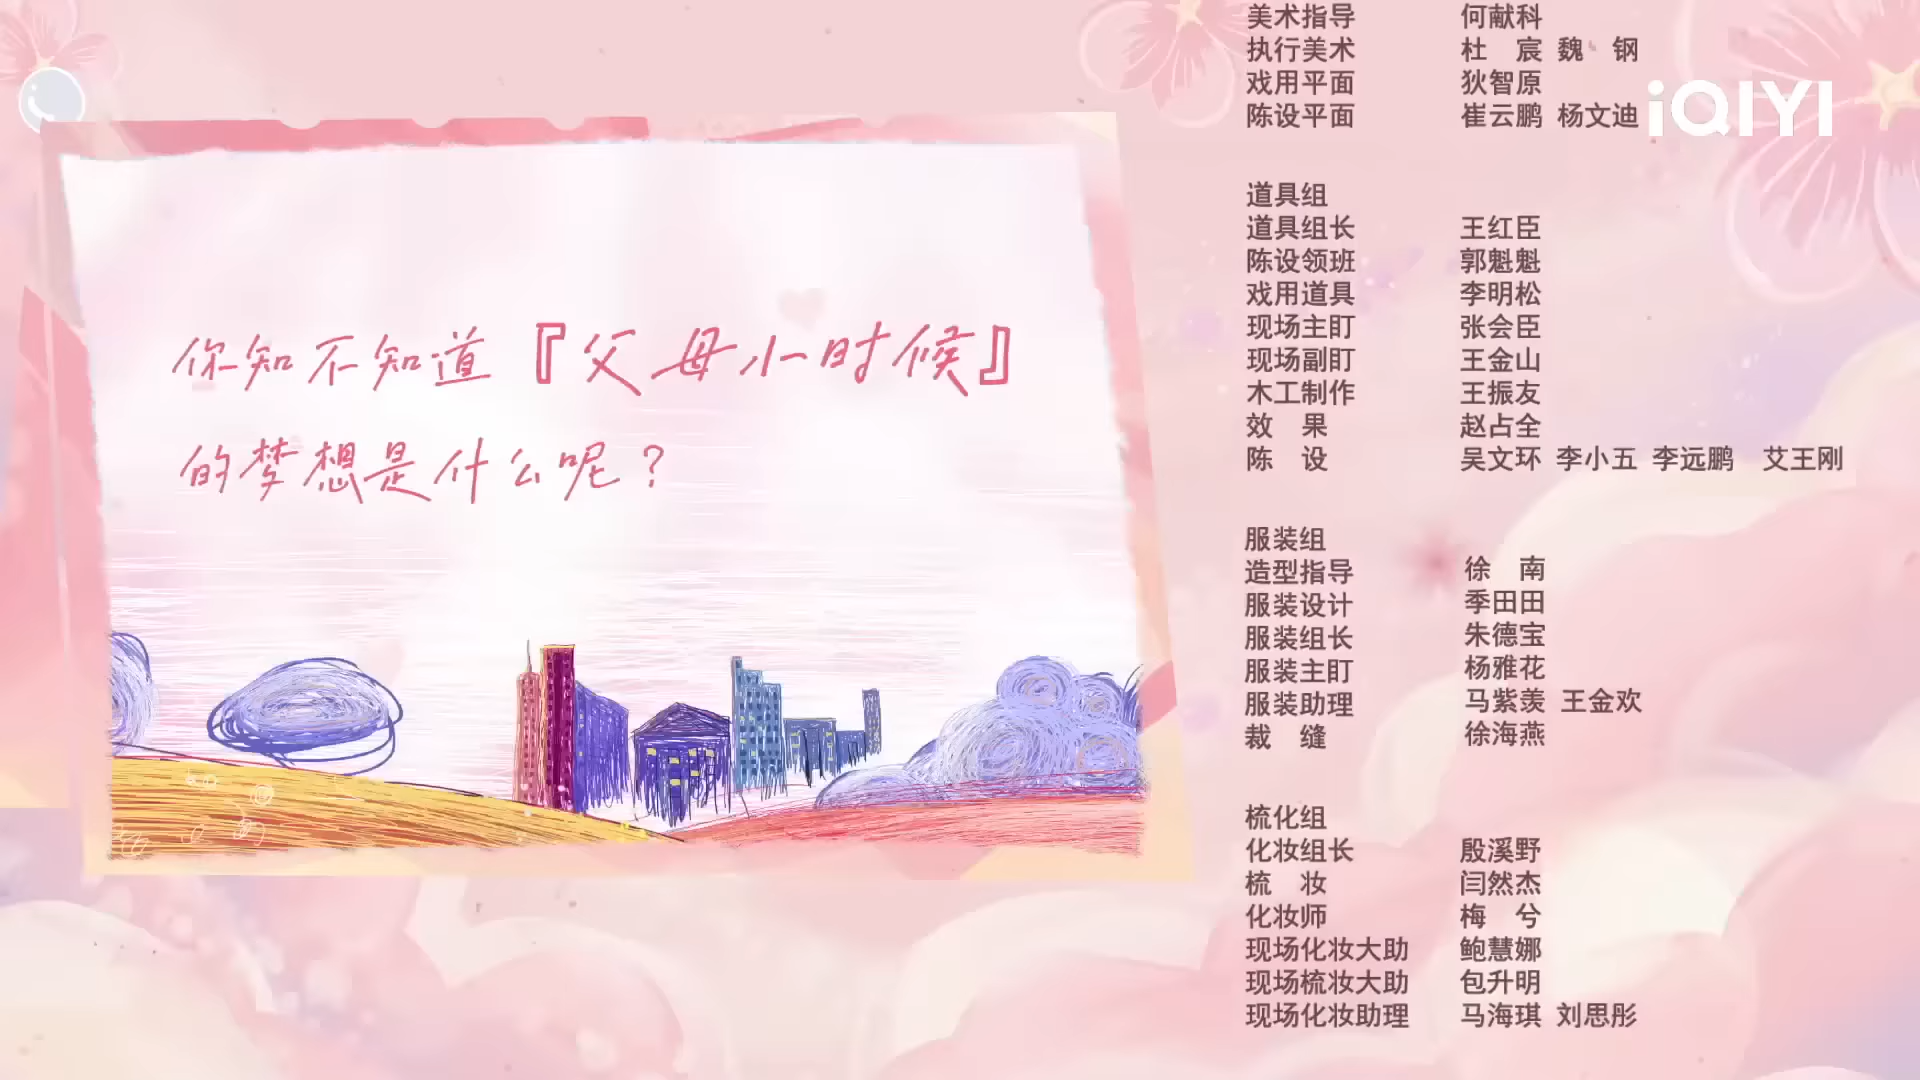 你知不知道『父母小时候』
的梦想是什么呢？
美术指导 何献科
执行美术 杜 宸 魏 钢
戏用平面 狄智原
陈设平面 崔云鹏 杨文迪
iQIYI
道具组
道具组长 王红臣
陈设领班 郭魁魁
戏用道具 李明松
现场主盯 张会臣
现场副盯 王金山
木工制作 王振友
效 果 赵占全
陈 设 吴文环 李小五 李远鹏 艾王刚
服装组
造型指导 徐 南
服装设计 季田田
服装组长 朱德宝
服装主盯 杨雅花
服装助理 马紫羡 王金欢
裁 缝 徐海燕
梳化组
化妆组长 殷溪野
梳 妆 闫然杰
化妆师 梅 兮
现场化妆大助 鲍慧娜
现场梳妆大助 包升明
现场化妆助理 马海琪 刘思彤